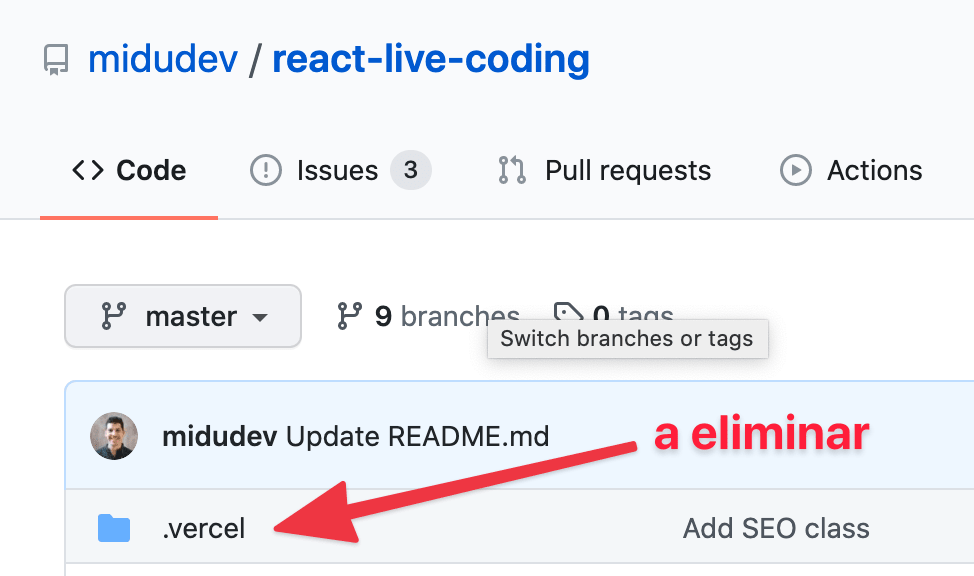 midudev / react-live-coding
Code Issues 3 Pull requests Actions
master 9 branches 0 tags
Switch branches or tags
midudev Update README.md a eliminar
.vercel Add SEO class